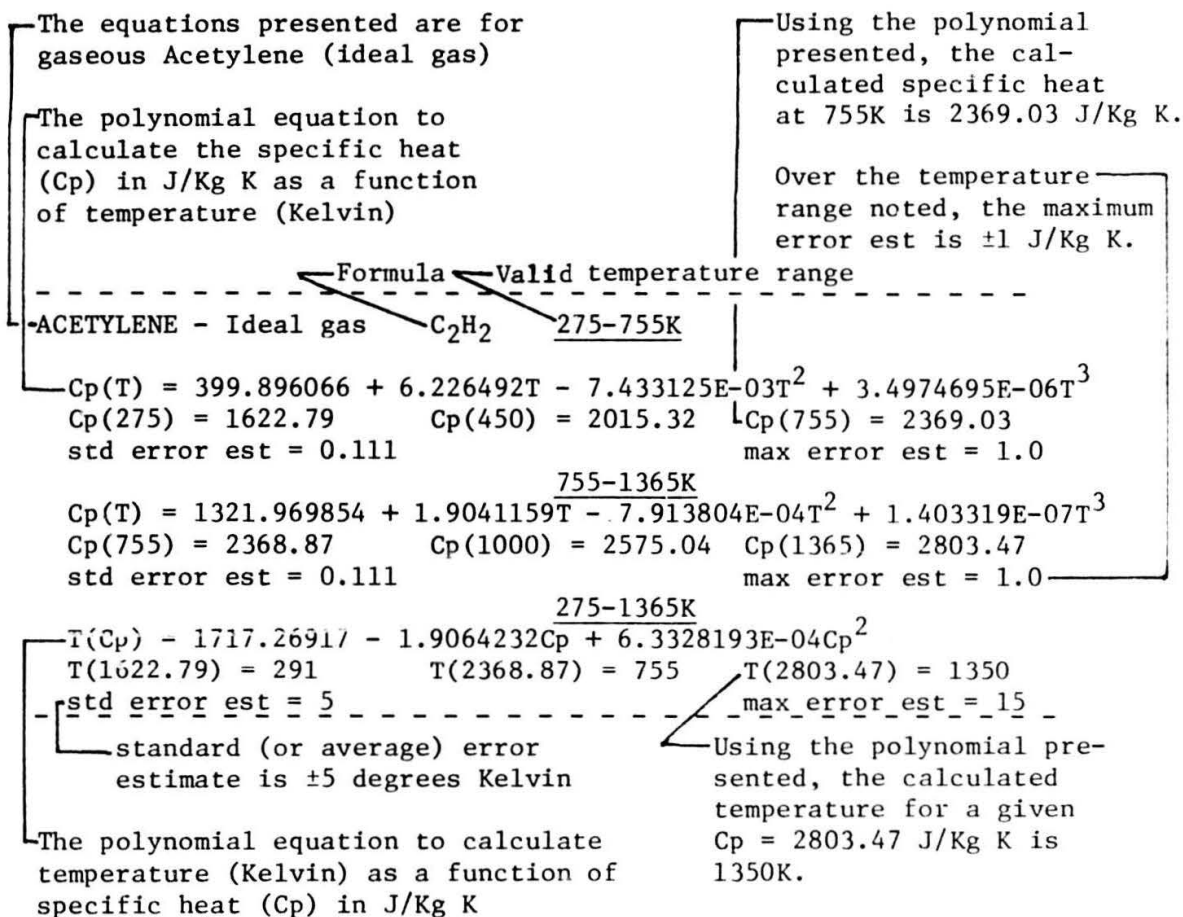 The equations presented are for
gaseous Acetylene (ideal gas)
The polynomial equation to
calculate the specific heat
(Cp) in J/Kg K as a function
of temperature (Kelvin)
Using the polynomial
presented, the cal-
culated specific heat
at 755K is 2369.03 J/Kg K.
Over the temperature
range noted, the maximum
error est is ±1 J/Kg K.
Formula Valid temperature range
ACETYLENE - Ideal gas C₂H₂ 275-755K
Cp(T) = 399.896066 + 6.226492T - 7.433125E-03T² + 3.4974695E-06T³
Cp(275) = 1622.79 Cp(450) = 2015.32 Cp(755) = 2369.03
std error est = 0.111 max error est = 1.0
755-1365K
Cp(T) = 1321.969854 + 1.9041159T - 7.913804E-04T² + 1.403319E-07T³
Cp(755) = 2368.87 Cp(1000) = 2575.04 Cp(1365) = 2803.47
std error est = 0.111 max error est = 1.0
275-1365K
T(Cp) - 1717.26917 - 1.9064232Cp + 6.3328193E-04Cp²
T(1622.79) = 291 T(2368.87) = 755 T(2803.47) = 1350
std error est = 5 max error est = 15
standard (or average) error
estimate is ±5 degrees Kelvin
The polynomial equation to calculate
temperature (Kelvin) as a function of
specific heat (Cp) in J/Kg K
Using the polynomial pre-
sented, the calculated
temperature for a given
Cp = 2803.47 J/Kg K is
1350K.